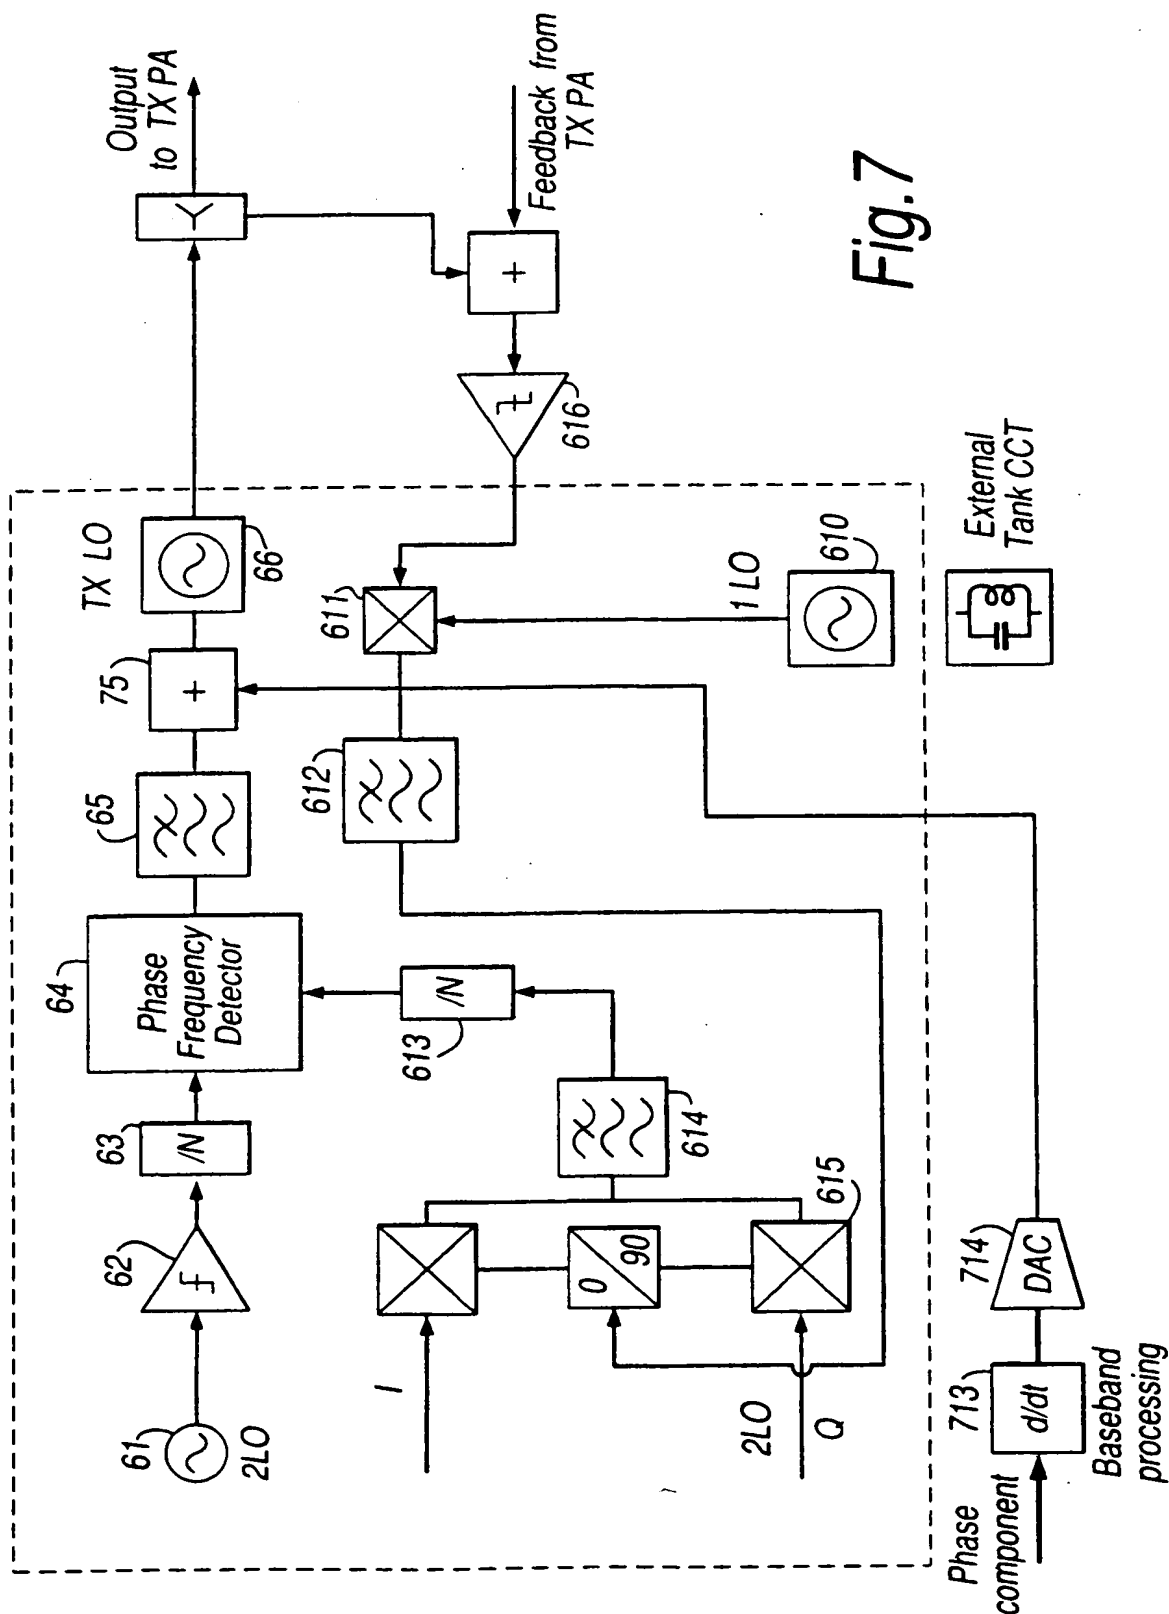 Output
to TX PA
Feedback from
TX PA
Fig.7
TX LO
66
75
+
65
64
Phase
Frequency
Detector
63
/N
62
61
2LO
+
616
611
1 LO
610
External
Tank CCT
612
613
/N
614
615
I
0
90
2LO
Q
714
DAC
713
d/dt
Baseband
processing
Phase
component